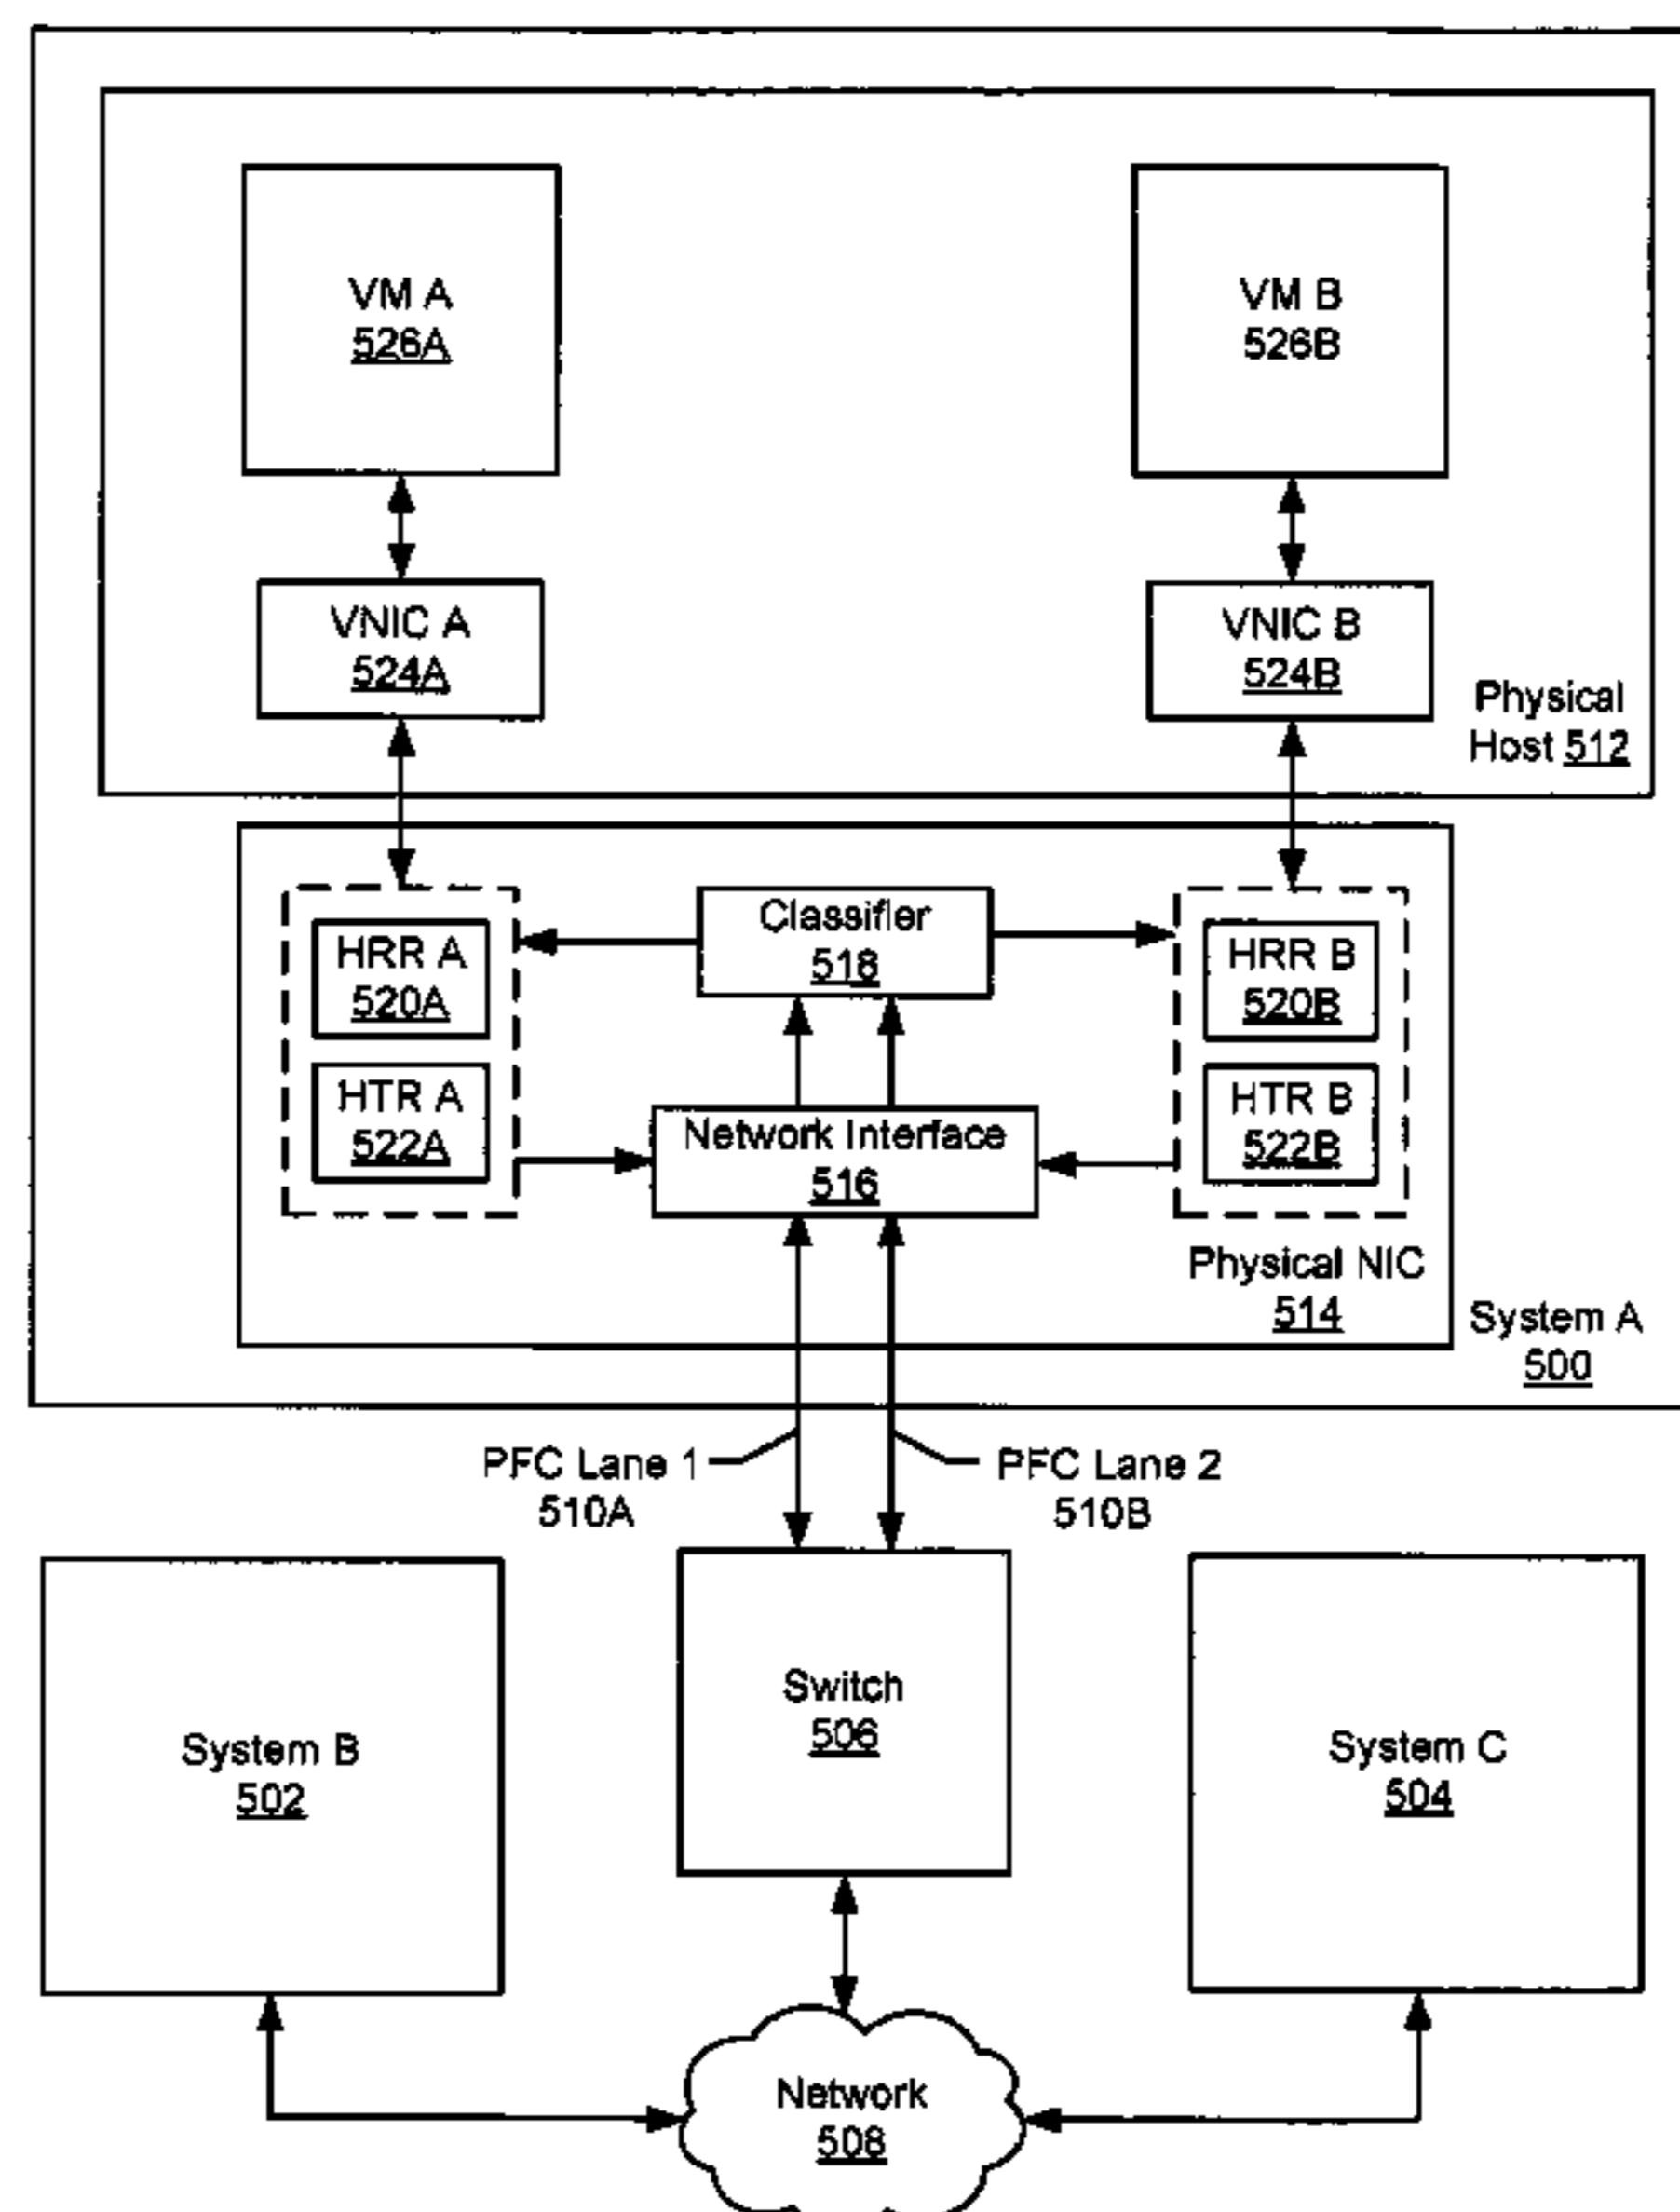 VM A
526A
VM B
526B
VNIC A
524A
VNIC B
524B
Physical
Host 512
Classifier
518
HRR A
520A
HRR B
520B
HTR A
522A
HTR B
522B
Network Interface
516
Physical NIC
514
System A
500
PFC Lane 1
510A
PFC Lane 2
510B
Switch
506
System B
502
System C
504
Network
508